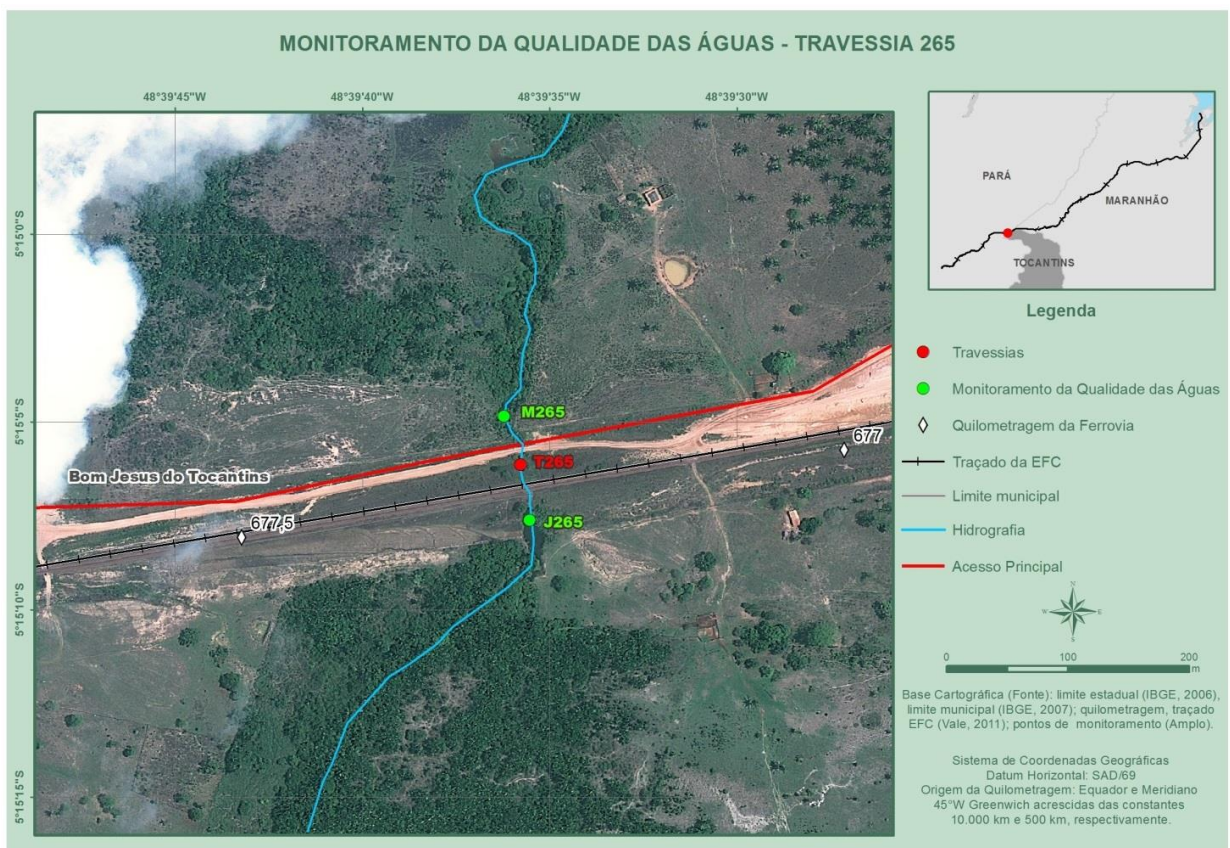 MONITORAMENTO DA QUALIDADE DAS ÁGUAS - TRAVESSIA 265
48°39'45"W 48°39'40"W 48°39'35"W 48°39'30"W
5°15'0"S
5°15'5"S
5°15'10"S
5°15'15"S
M265
T265
J265
Bom Jesus do Tocantins
677
677,5
PARÁ
MARANHÃO
TOCANTINS
Legenda
Travessias
Monitoramento da Qualidade das Águas
Quilometragem da Ferrovia
Traçado da EFC
Limite municipal
Hidrografia
Acesso Principal
N
W E
S
0 100 200
m
Base Cartográfica (Fonte): limite estadual (IBGE, 2006),
limite municipal (IBGE, 2007); quilometragem, traçado
EFC (Vale, 2011); pontos de monitoramento (Amplo).
Sistema de Coordenadas Geográficas
Datum Horizontal: SAD/69
Origem da Quilometragem: Equador e Meridiano
45°W Greenwich acrescidas das constantes
10.000 km e 500 km, respectivamente.